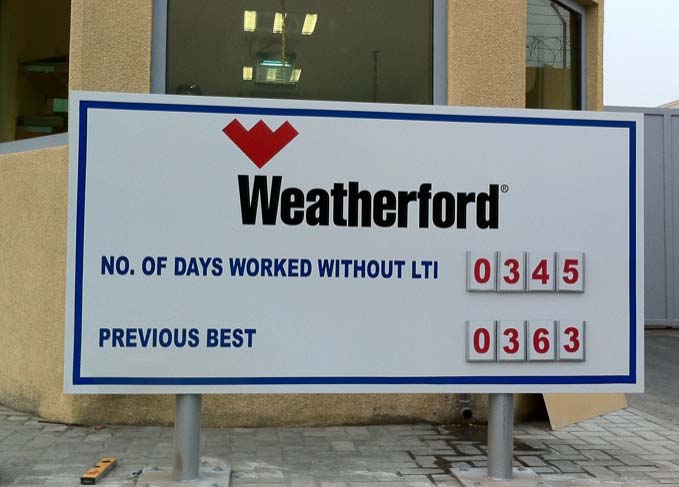 Weatherford®
NO. OF DAYS WORKED WITHOUT LTI 0345
PREVIOUS BEST 0363